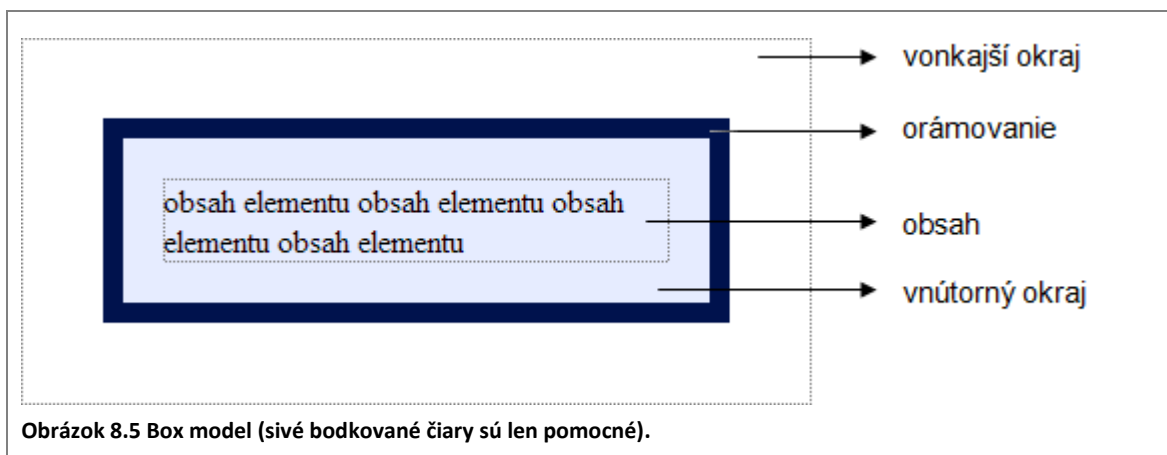 vonkajší okraj
orámovanie
obsah elementu obsah elementu obsah
elementu obsah elementu
obsah
vnútorný okraj
Obrázok 8.5 Box model (sivé bodkované čiary sú len pomocné).